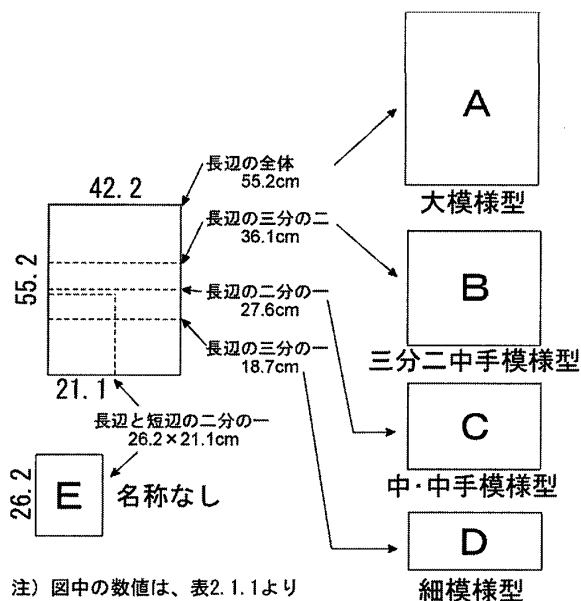 A
大模様型
42.2
55.2
21.1
長辺の全体
55.2cm
長辺の三分の二
36.1cm
長辺の二分の一
27.6cm
長辺の三分の一
18.7cm
B
三分二中手模様型
C
中・中手模様型
D
細模様型
長辺と短辺の二分の一
26.2×21.1cm
26.2
E
名称なし
注）図中の数値は、表2.1.1より